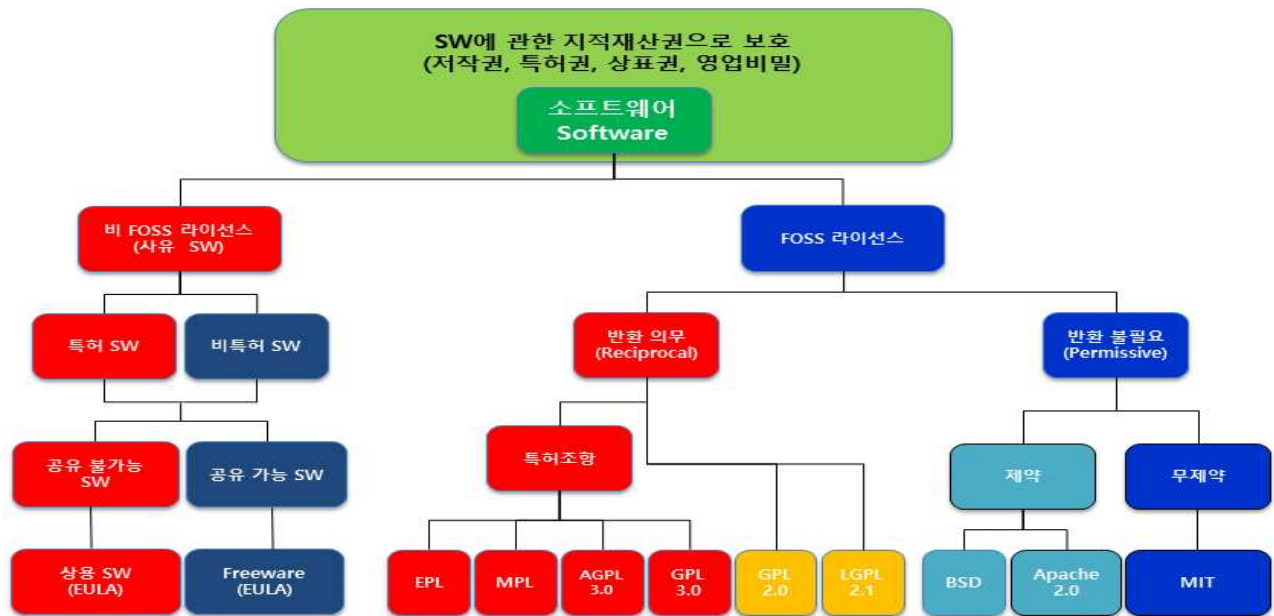 SW에 관한 지적재산권으로 보호
(저작권, 특허권, 상표권, 영업비밀)
소프트웨어
Software
비 FOSS 라이선스
(사유 SW)
FOSS 라이선스
특허 SW
비특허 SW
반환 의무
(Reciprocal)
반환 불필요
(Permissive)
공유 불가능
SW
공유 가능 SW
특허조항
제약
무제약
상용 SW
(EULA)
Freeware
(EULA)
EPL
MPL
AGPL
3.0
GPL
3.0
GPL
2.0
LGPL
2.1
BSD
Apache
2.0
MIT